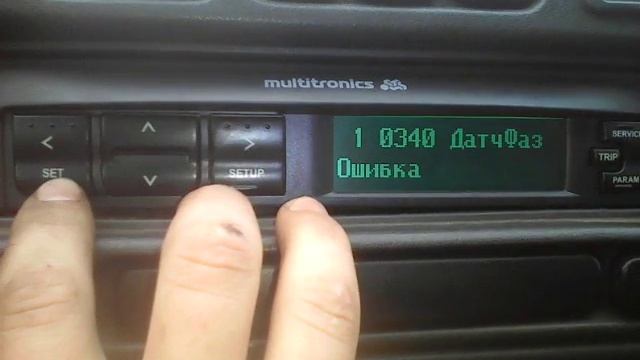 multitronics
SET
SETUP
1 0340 ДатчФаз
Ошибка
SERVICE
TRIP
PARAM